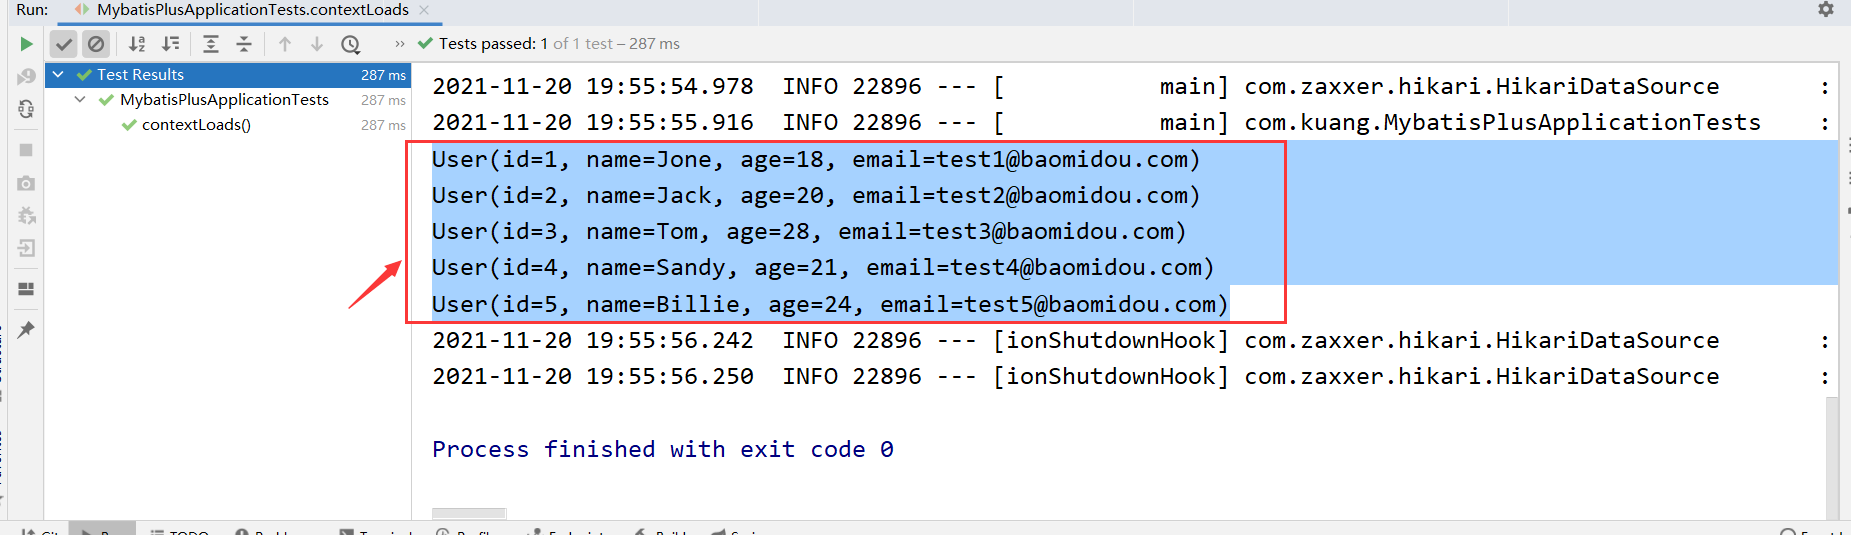 Run: MybatisPlusApplicationTests.contextLoads
Tests passed: 1 of 1 test – 287 ms
Test Results 287 ms
MybatisPlusApplicationTests 287 ms
contextLoads() 287 ms
2021-11-20 19:55:54.978  INFO 22896 --- [           main] com.zaxxer.hikari.HikariDataSource       :
2021-11-20 19:55:55.916  INFO 22896 --- [           main] com.kuang.MybatisPlusApplicationTests    :
User(id=1, name=Jone, age=18, email=test1@baomidou.com)
User(id=2, name=Jack, age=20, email=test2@baomidou.com)
User(id=3, name=Tom, age=28, email=test3@baomidou.com)
User(id=4, name=Sandy, age=21, email=test4@baomidou.com)
User(id=5, name=Billie, age=24, email=test5@baomidou.com)
2021-11-20 19:55:56.242  INFO 22896 --- [ionShutdownHook] com.zaxxer.hikari.HikariDataSource       :
2021-11-20 19:55:56.250  INFO 22896 --- [ionShutdownHook] com.zaxxer.hikari.HikariDataSource       :
Process finished with exit code 0
TODO